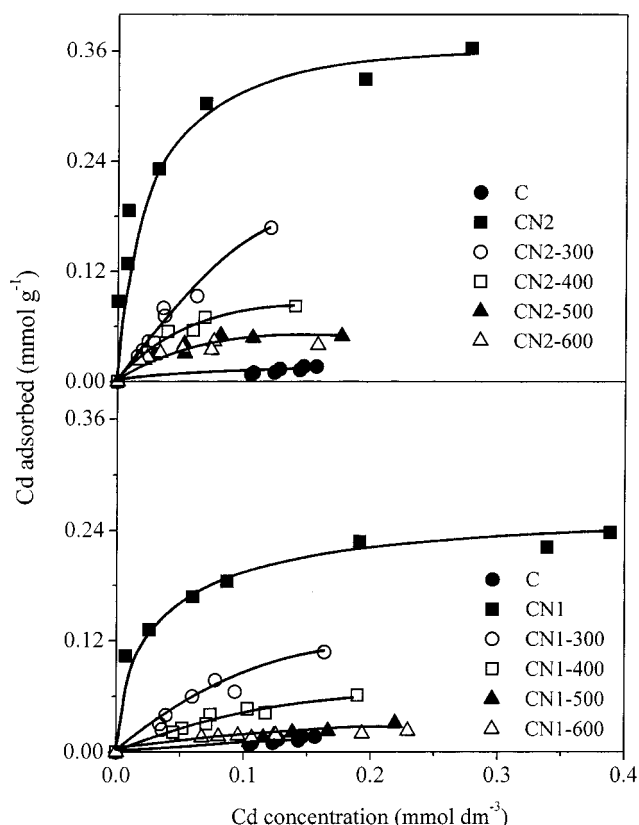 0.36
0.24
0.12
0.00
C
CN2
CN2-300
CN2-400
CN2-500
CN2-600
Cd adsorbed (mmol g⁻¹)
0.36
0.24
0.12
0.00
C
CN1
CN1-300
CN1-400
CN1-500
CN1-600
0.0 0.1 0.2 0.3 0.4
Cd concentration (mmol dm⁻³)